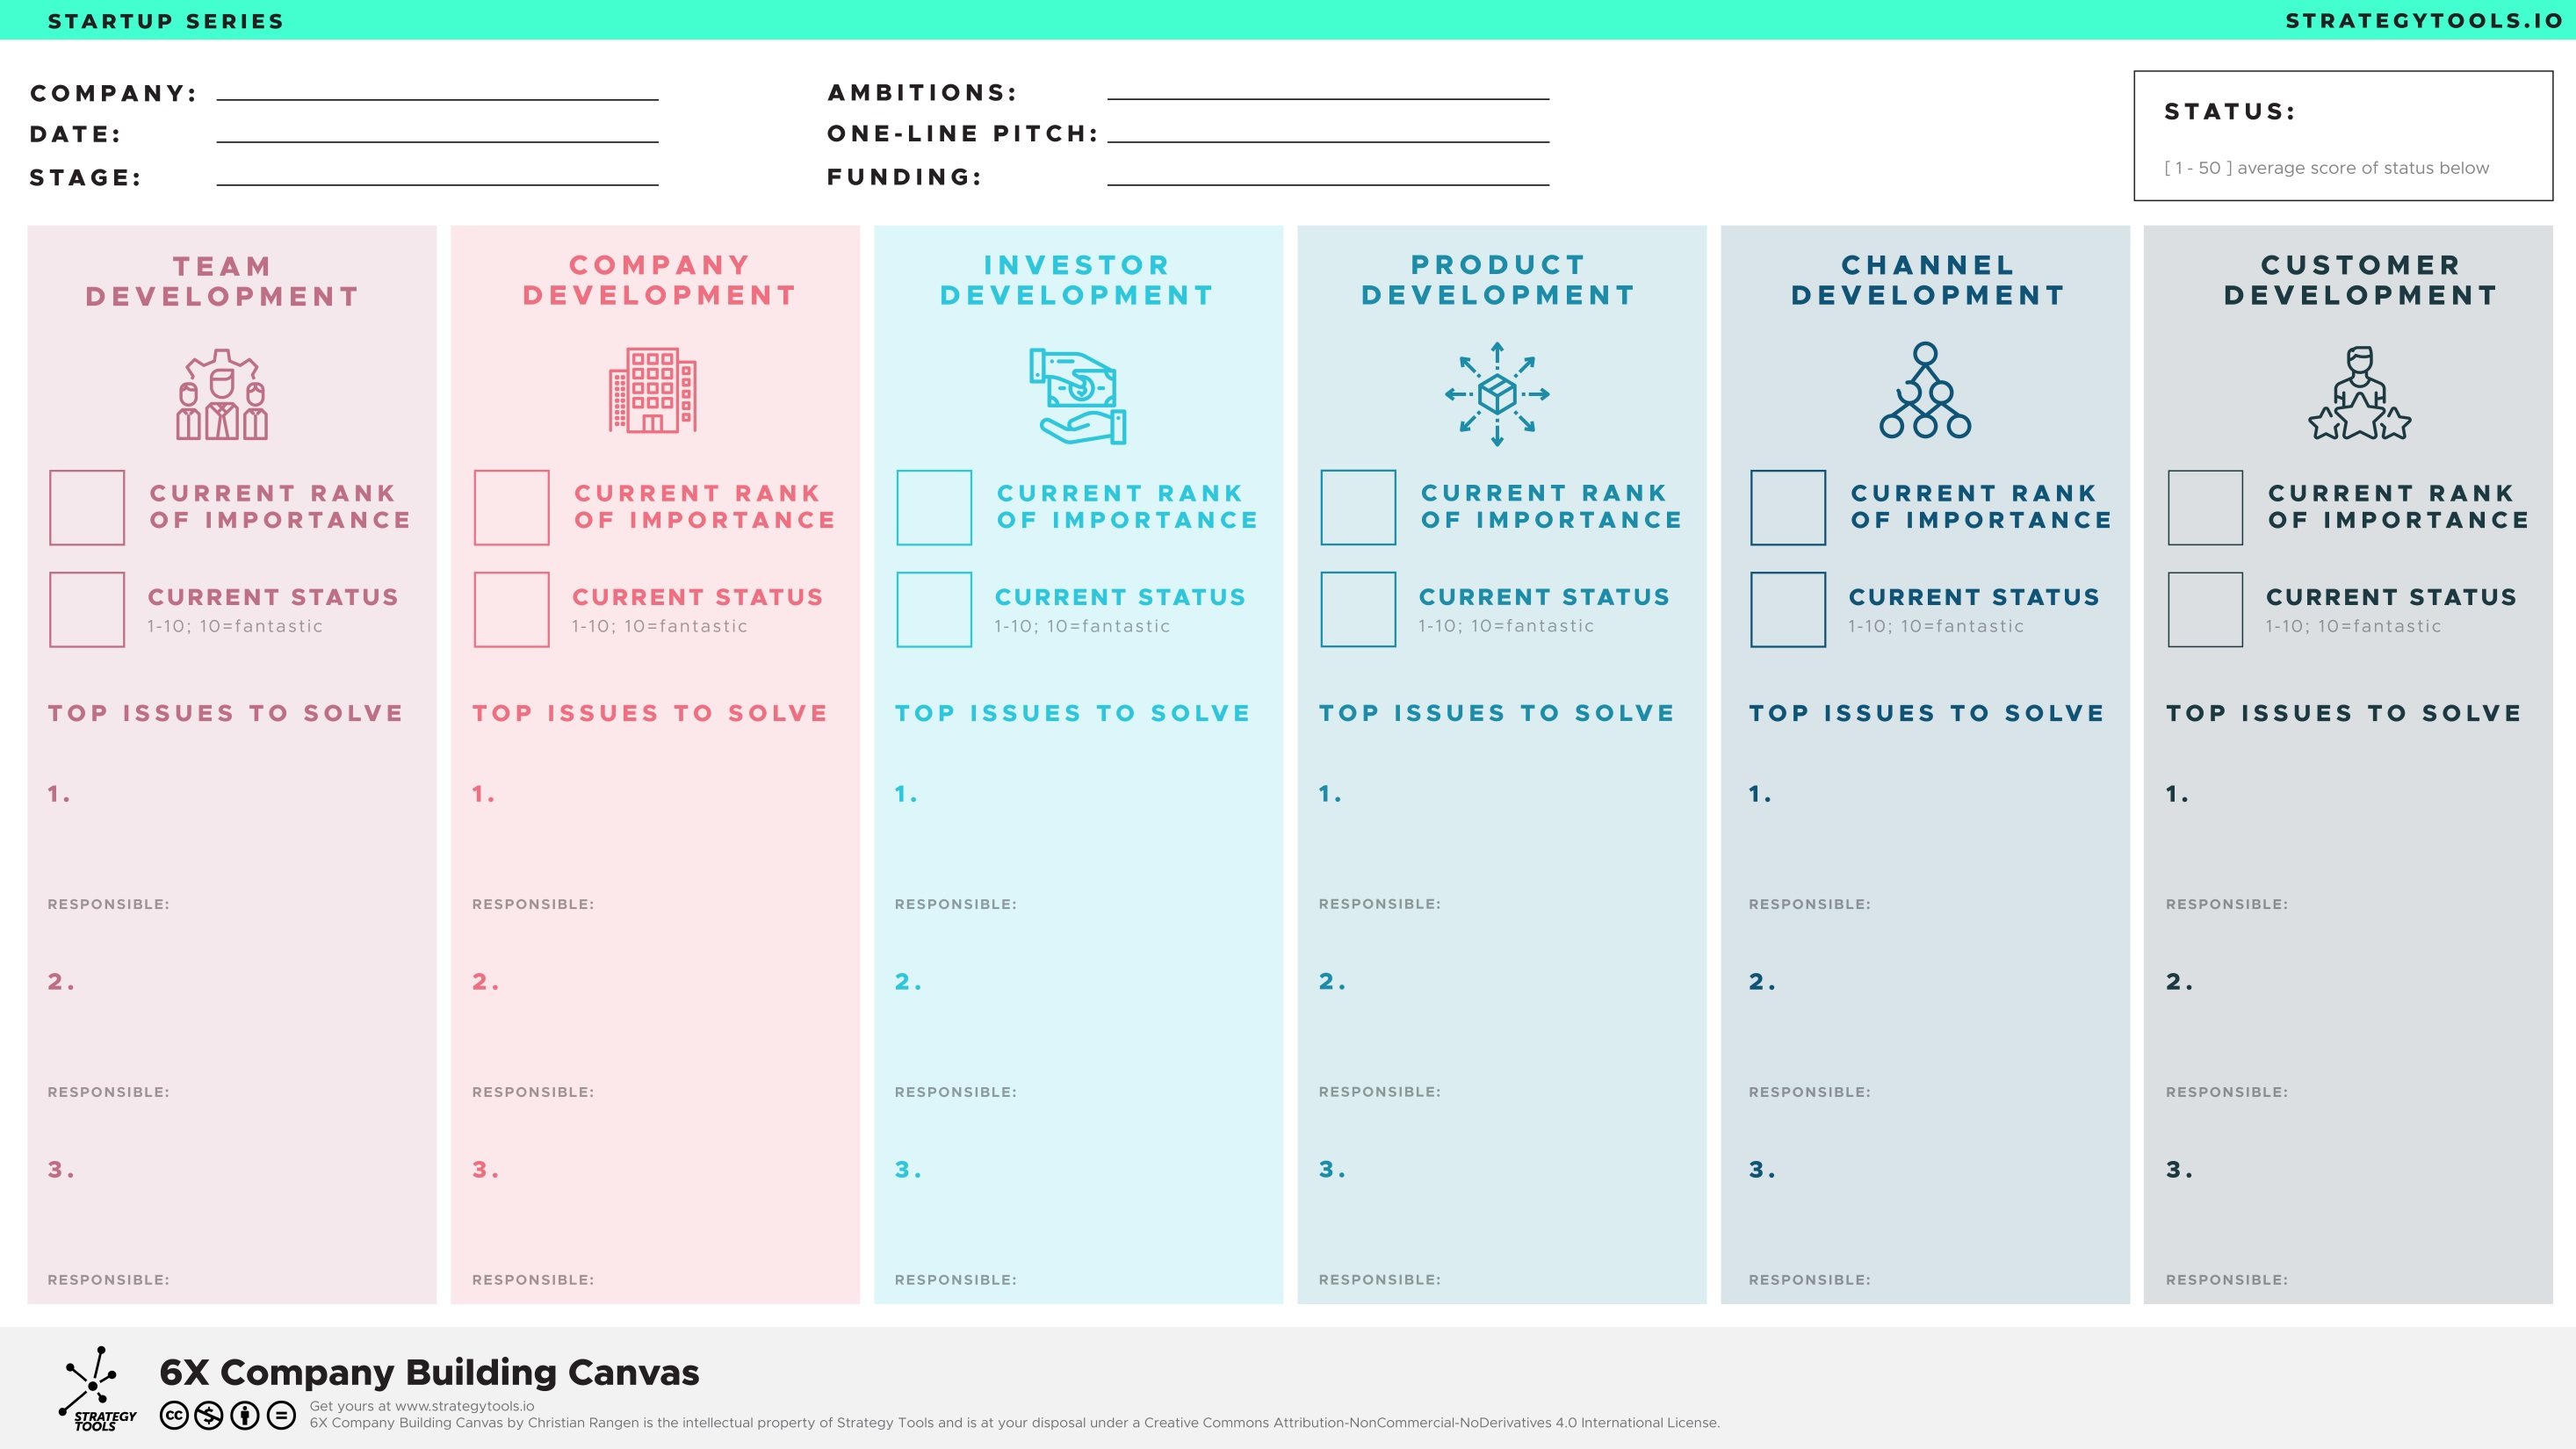 STARTUP SERIES
STRATEGYTOOLS.IO
COMPANY:
DATE:
STAGE:
AMBITIONS:
ONE-LINE PITCH:
FUNDING:
STATUS:
[ 1 - 50 ] average score of status below
TEAM
DEVELOPMENT
CURRENT RANK
OF IMPORTANCE
CURRENT STATUS
1-10; 10=fantastic
TOP ISSUES TO SOLVE
1.
RESPONSIBLE:
2.
RESPONSIBLE:
3.
RESPONSIBLE:
COMPANY
DEVELOPMENT
CURRENT RANK
OF IMPORTANCE
CURRENT STATUS
1-10; 10=fantastic
TOP ISSUES TO SOLVE
1.
RESPONSIBLE:
2.
RESPONSIBLE:
3.
RESPONSIBLE:
INVESTOR
DEVELOPMENT
CURRENT RANK
OF IMPORTANCE
CURRENT STATUS
1-10; 10=fantastic
TOP ISSUES TO SOLVE
1.
RESPONSIBLE:
2.
RESPONSIBLE:
3.
RESPONSIBLE:
PRODUCT
DEVELOPMENT
CURRENT RANK
OF IMPORTANCE
CURRENT STATUS
1-10; 10=fantastic
TOP ISSUES TO SOLVE
1.
RESPONSIBLE:
2.
RESPONSIBLE:
3.
RESPONSIBLE:
CHANNEL
DEVELOPMENT
CURRENT RANK
OF IMPORTANCE
CURRENT STATUS
1-10; 10=fantastic
TOP ISSUES TO SOLVE
1.
RESPONSIBLE:
2.
RESPONSIBLE:
3.
RESPONSIBLE:
CUSTOMER
DEVELOPMENT
CURRENT RANK
OF IMPORTANCE
CURRENT STATUS
1-10; 10=fantastic
TOP ISSUES TO SOLVE
1.
RESPONSIBLE:
2.
RESPONSIBLE:
3.
RESPONSIBLE:
STRATEGY
TOOLS
6X Company Building Canvas
cc
Get yours at www.strategytools.io
6X Company Building Canvas by Christian Rangen is the intellectual property of Strategy Tools and is at your disposal under a Creative Commons Attribution-NonCommercial-NoDerivatives 4.0 International License.